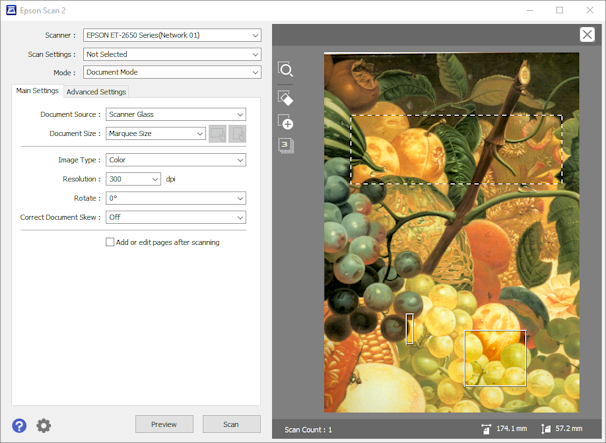 Epson Scan 2
Scanner : EPSON ET-2650 Series(Network 01)
Scan Settings : Not Selected
Mode : Document Mode
Main Settings Advanced Settings
Document Source : Scanner Glass
Document Size : Marquee Size
Image Type : Color
Resolution : 300 dpi
Rotate : 0°
Correct Document Skew : Off
Add or edit pages after scanning
3
? Preview Scan
Scan Count : 1 174.1 mm 57.2 mm